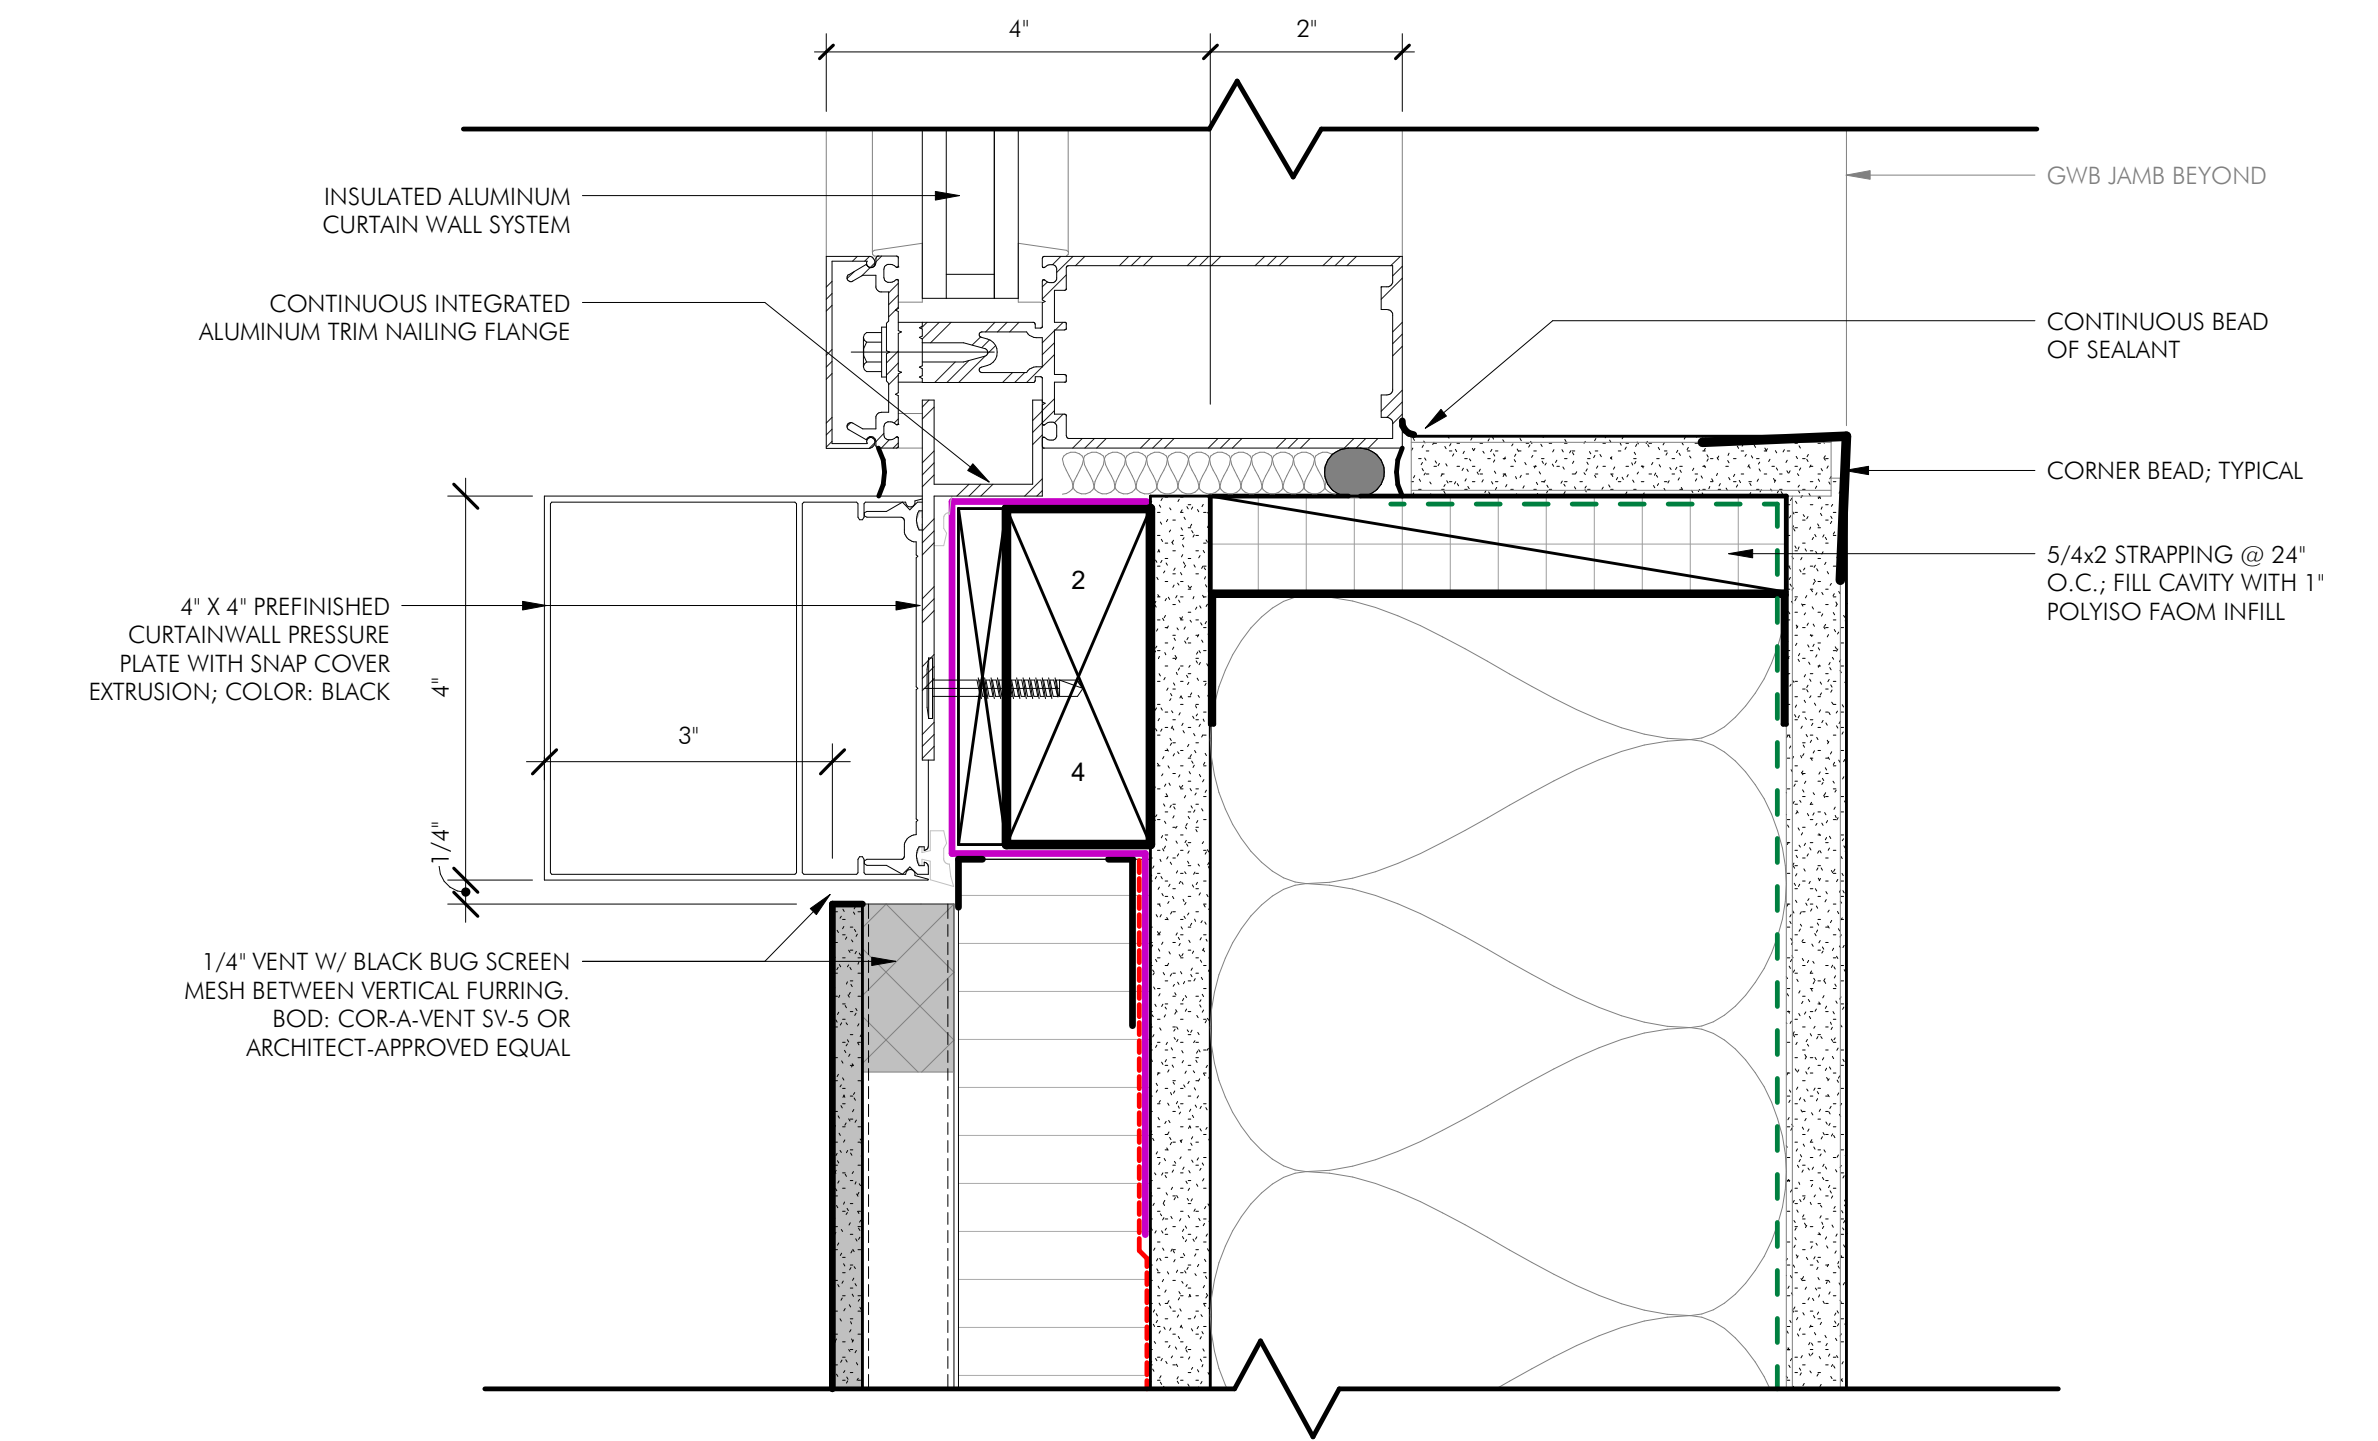 4"
2"
INSULATED ALUMINUM
CURTAIN WALL SYSTEM
GWB JAMB BEYOND
CONTINUOUS INTEGRATED
ALUMINUM TRIM NAILING FLANGE
CONTINUOUS BEAD
OF SEALANT
CORNER BEAD; TYPICAL
5/4x2 STRAPPING @ 24"
O.C.; FILL CAVITY WITH 1"
POLYISO FAOM INFILL
2
4
4" X 4" PREFINISHED
CURTAINWALL PRESSURE
PLATE WITH SNAP COVER
EXTRUSION; COLOR: BLACK
4"
3"
1/4"
1/4" VENT W/ BLACK BUG SCREEN
MESH BETWEEN VERTICAL FURRING.
BOD: COR-A-VENT SV-5 OR
ARCHITECT-APPROVED EQUAL